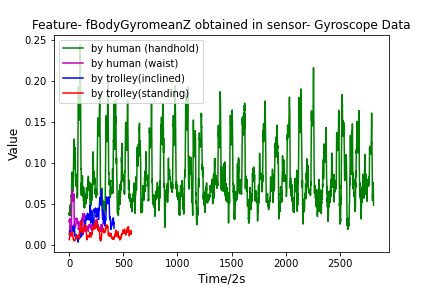 Feature- fBodyGyromeanZ obtained in sensor- Gyroscope Data
0.25
0.20
0.15
0.10
0.05
0.00
Value
by human (handhold)
by human (waist)
by trolley(inclined)
by trolley(standing)
0 500 1000 1500 2000 2500
Time/2s